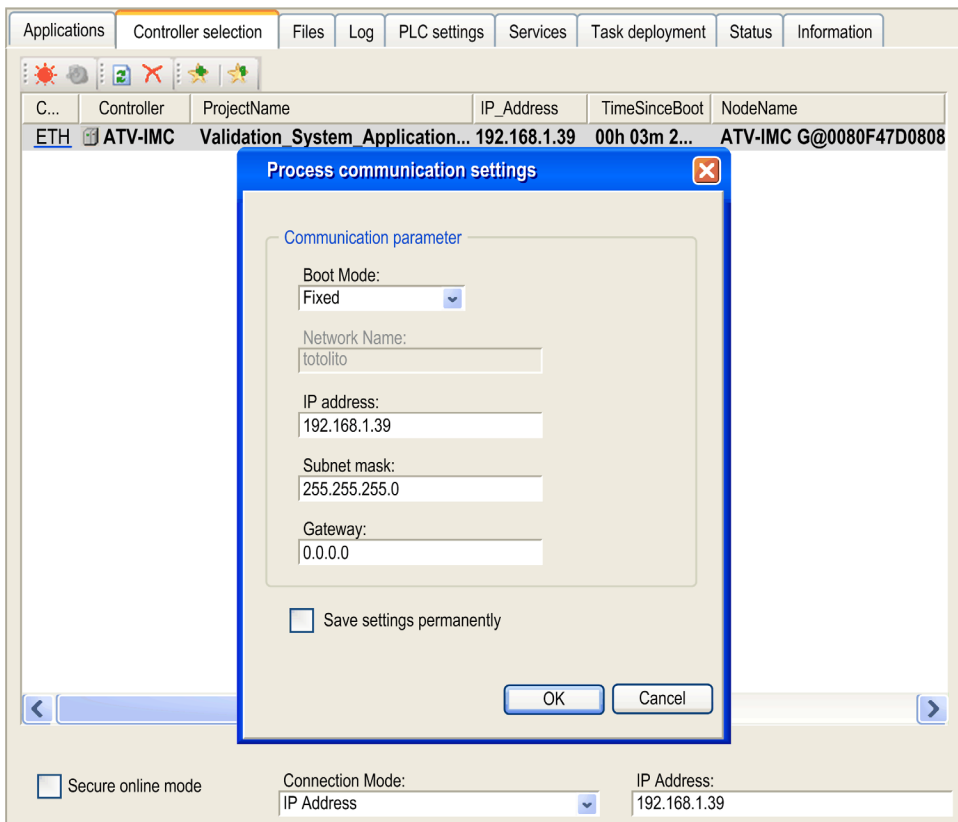 Applications Controller selection Files Log PLC settings Services Task deployment Status Information
C... Controller ProjectName IP_Address TimeSinceBoot NodeName
ETH ATV-IMC Validation_System_Application... 192.168.1.39 00h 03m 2... ATV-IMC G@0080F47D0808
Process communication settings
Communication parameter
Boot Mode:
Fixed
Network Name:
totolito
IP address:
192.168.1.39
Subnet mask:
255.255.255.0
Gateway:
0.0.0.0
Save settings permanently
OK Cancel
Secure online mode
Connection Mode:
IP Address
IP Address:
192.168.1.39